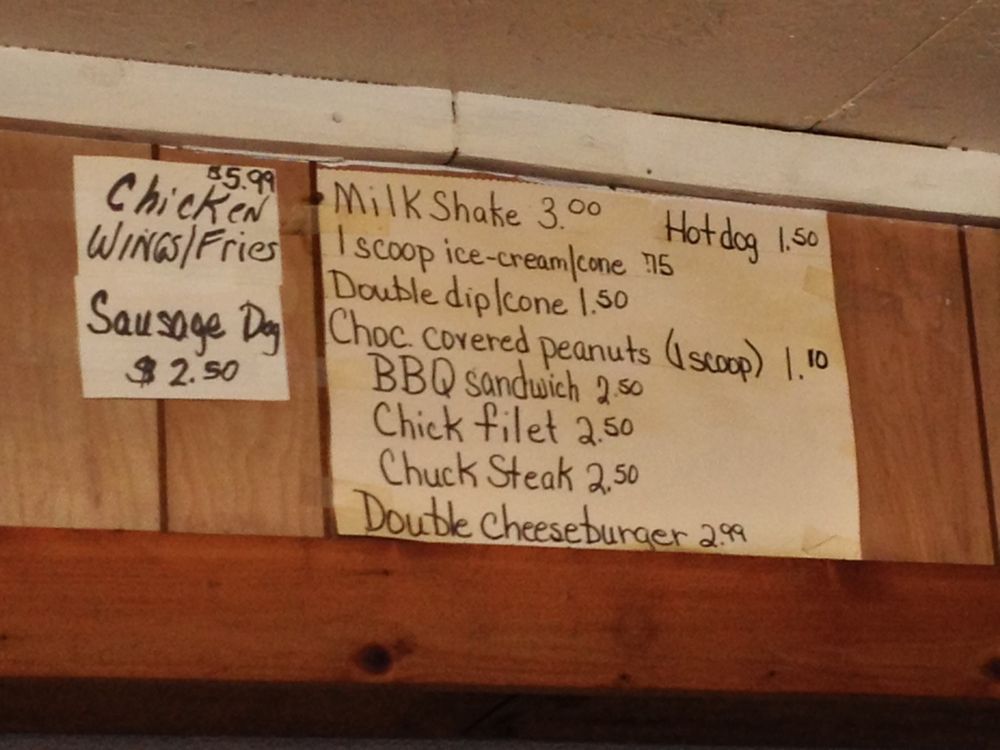 $5.99
Chicken
Wings/Fries
Sausage Dog
$ 2.50
Milk Shake 3.00
Hotdog 1.50
1 scoop ice-cream/cone .75
Double dip/cone 1.50
Choc. covered peanuts (1 scoop) 1.10
BBQ sandwich 2.50
Chick filet 2.50
Chuck Steak 2.50
Double Cheeseburger 2.99